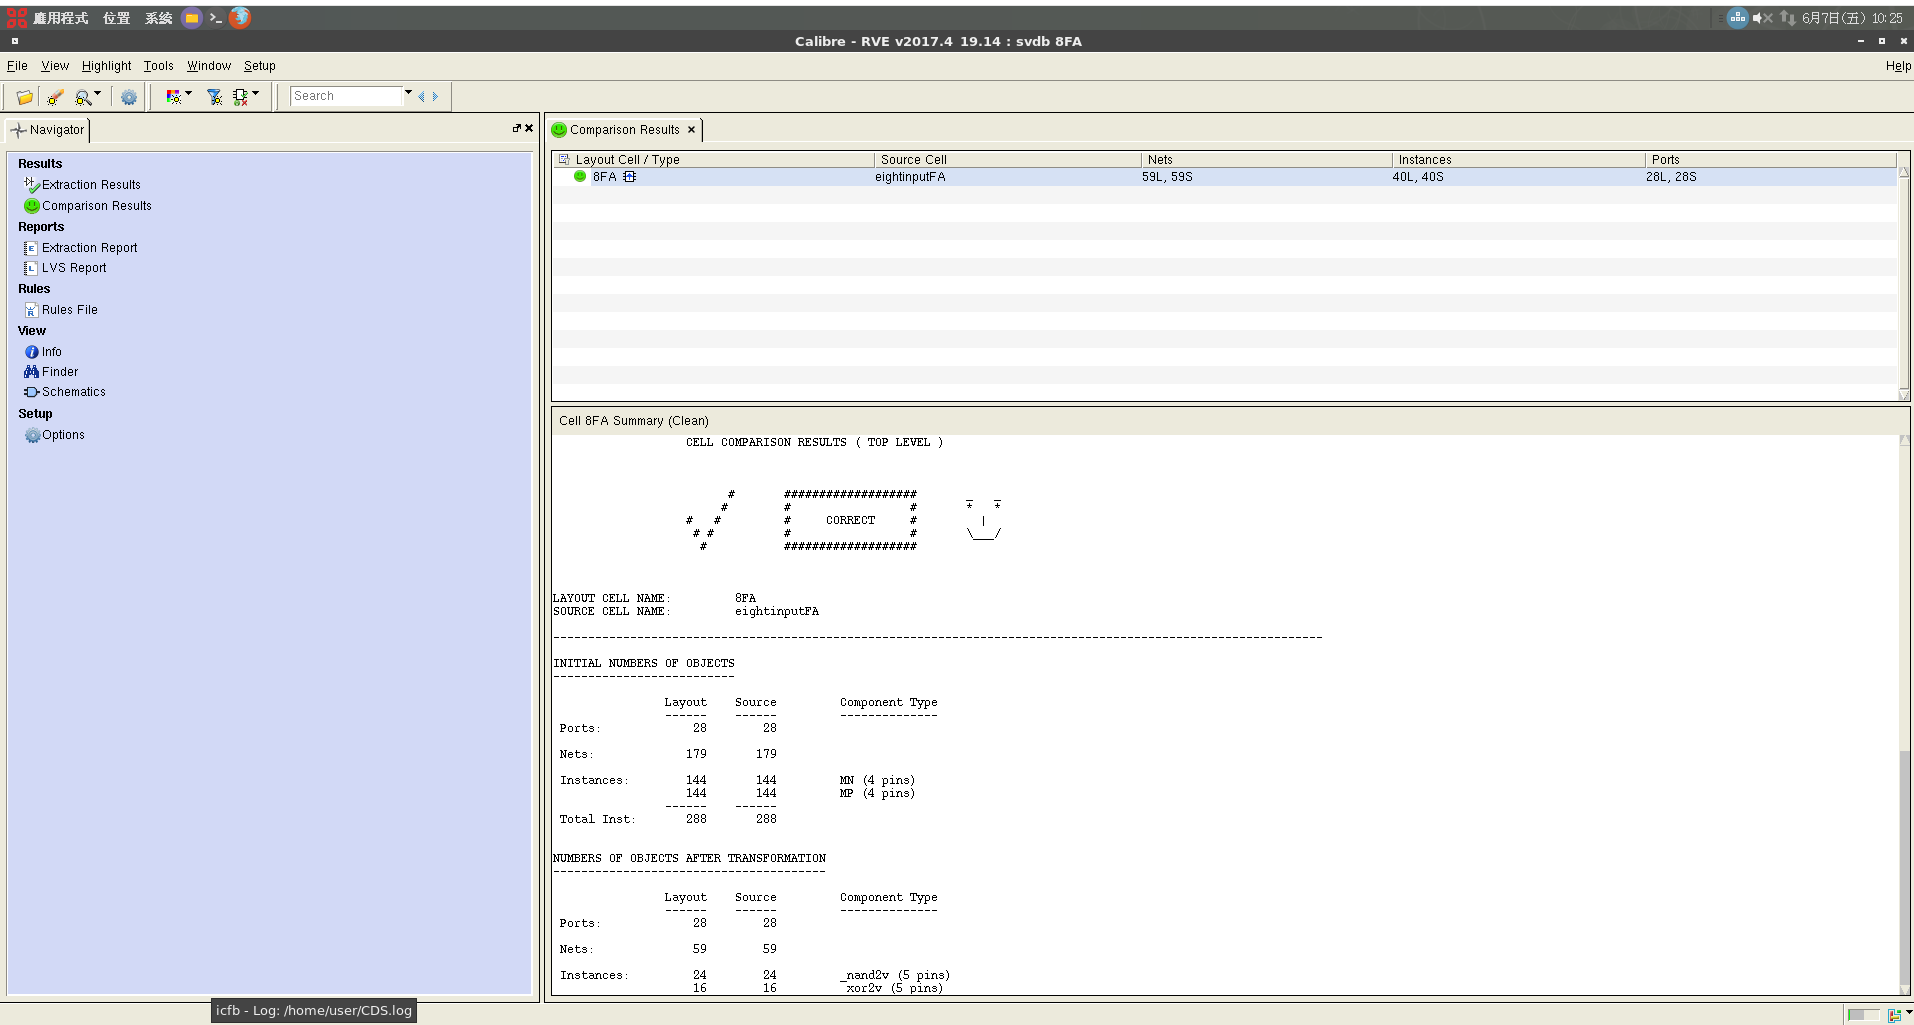 應用程式 位置 系統 6月7日(五) 10:25
Calibre - RVE v2017.4_19.14 : svdb 8FA
File View Highlight Tools Window Setup Help
Search
Navigator
Results
Extraction Results
Comparison Results
Reports
Extraction Report
LVS Report
Rules
Rules File
View
Info
Finder
Schematics
Setup
Options
Comparison Results
Layout Cell / Type Source Cell Nets Instances Ports
8FA eightinputFA 59L, 59S 40L, 40S 28L, 28S
Cell 8FA Summary (Clean)
CELL COMPARISON RESULTS ( TOP LEVEL )
# ################### _ _
# # # * *
# # # CORRECT # |
# # # # \___/
# ###################
LAYOUT CELL NAME: 8FA
SOURCE CELL NAME: eightinputFA
--------------------------------------------------------------------------------------------------------------
INITIAL NUMBERS OF OBJECTS
--------------------------
Layout Source Component Type
------ ------ --------------
Ports: 28 28
Nets: 179 179
Instances: 144 144 MN (4 pins)
144 144 MP (4 pins)
------ ------
Total Inst: 288 288
NUMBERS OF OBJECTS AFTER TRANSFORMATION
---------------------------------------
Layout Source Component Type
------ ------ --------------
Ports: 28 28
Nets: 59 59
Instances: 24 24 _nand2v (5 pins)
16 16 _xor2v (5 pins)
icfb - Log: /home/user/CDS.log